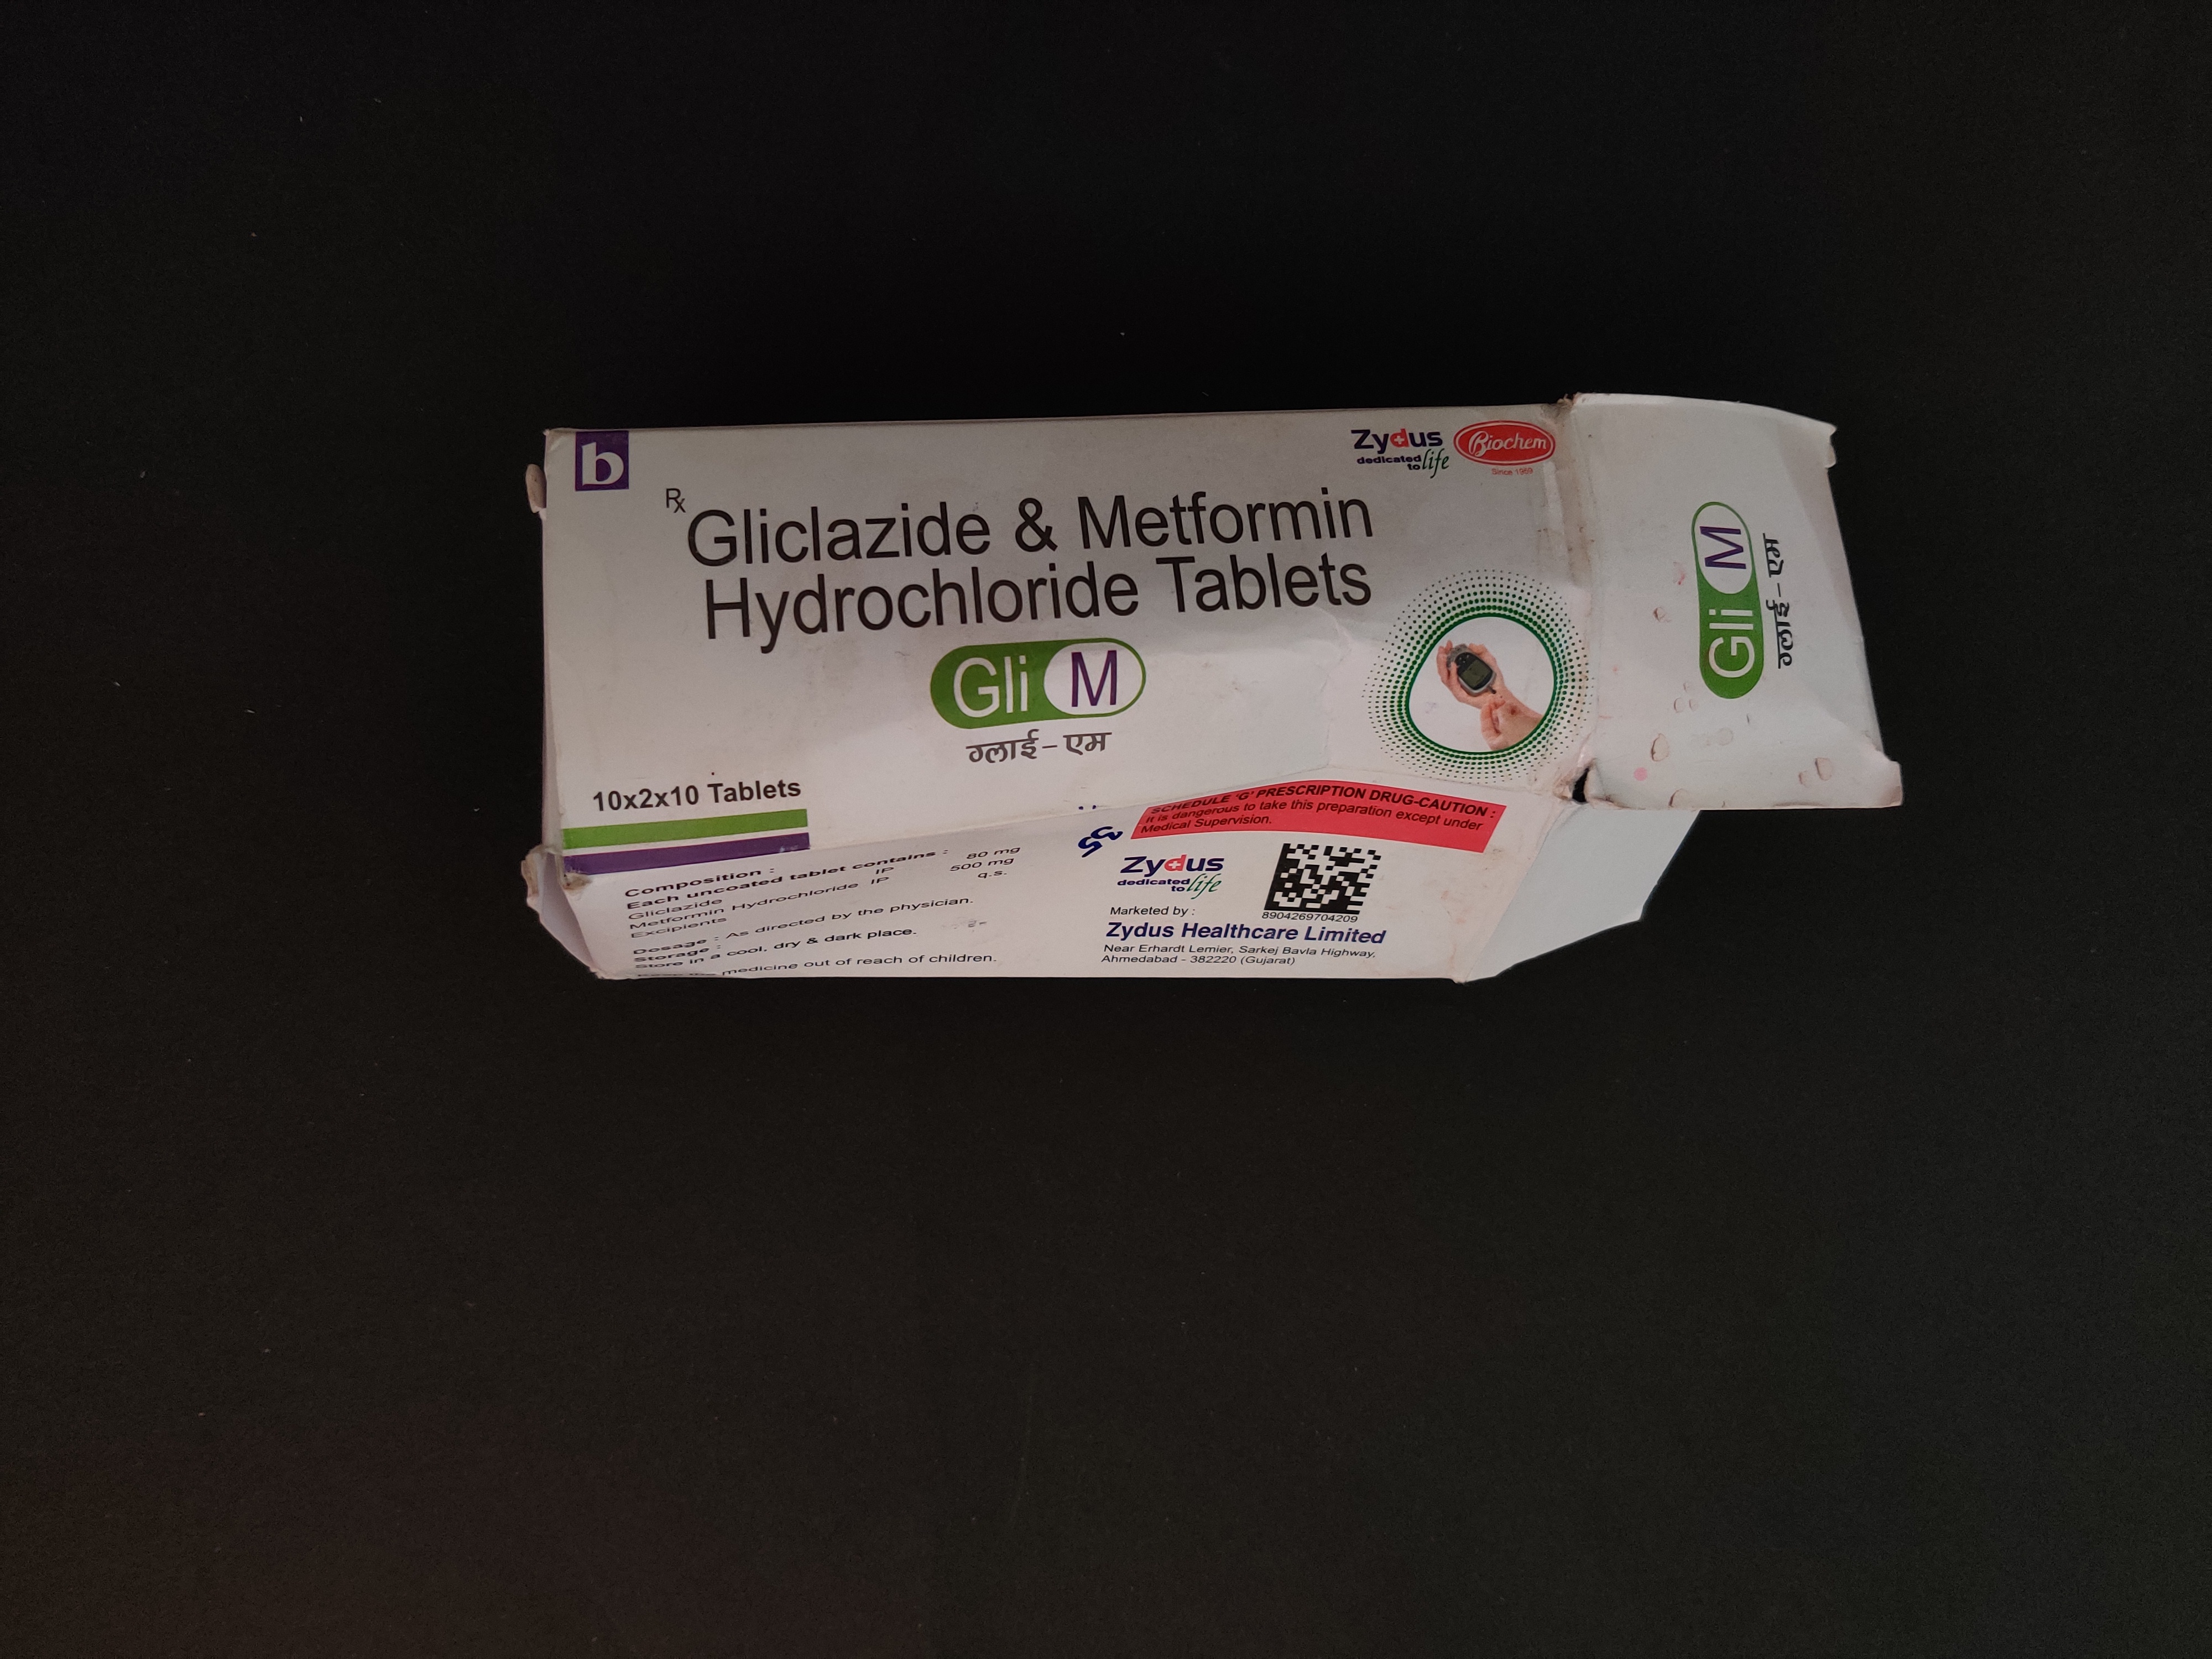 b
Rx
Gliclazide & Metformin
Hydrochloride Tablets
Zydus
dedicated to life
Biochem
Since 1969
Gli M
ग्लाई-एम
10x2x10 Tablets
Composition :
Each uncoated tablet contains :
Gliclazide IP 80 mg
Metformin Hydrochloride IP 500 mg
Excipients q.s.
Dosage : As directed by the physician.
Storage :
Store in a cool, dry & dark place.
medicine out of reach of children.
SCHEDULE 'G' PRESCRIPTION DRUG-CAUTION :
It is dangerous to take this preparation except under
Medical Supervision.
Zydus
dedicated to life
Marketed by :
Zydus Healthcare Limited
Near Erhardt Lemier, Sarkej Bavla Highway,
Ahmedabad - 382220 (Gujarat)
8904269704209
Gli M
ग्लाई-एम